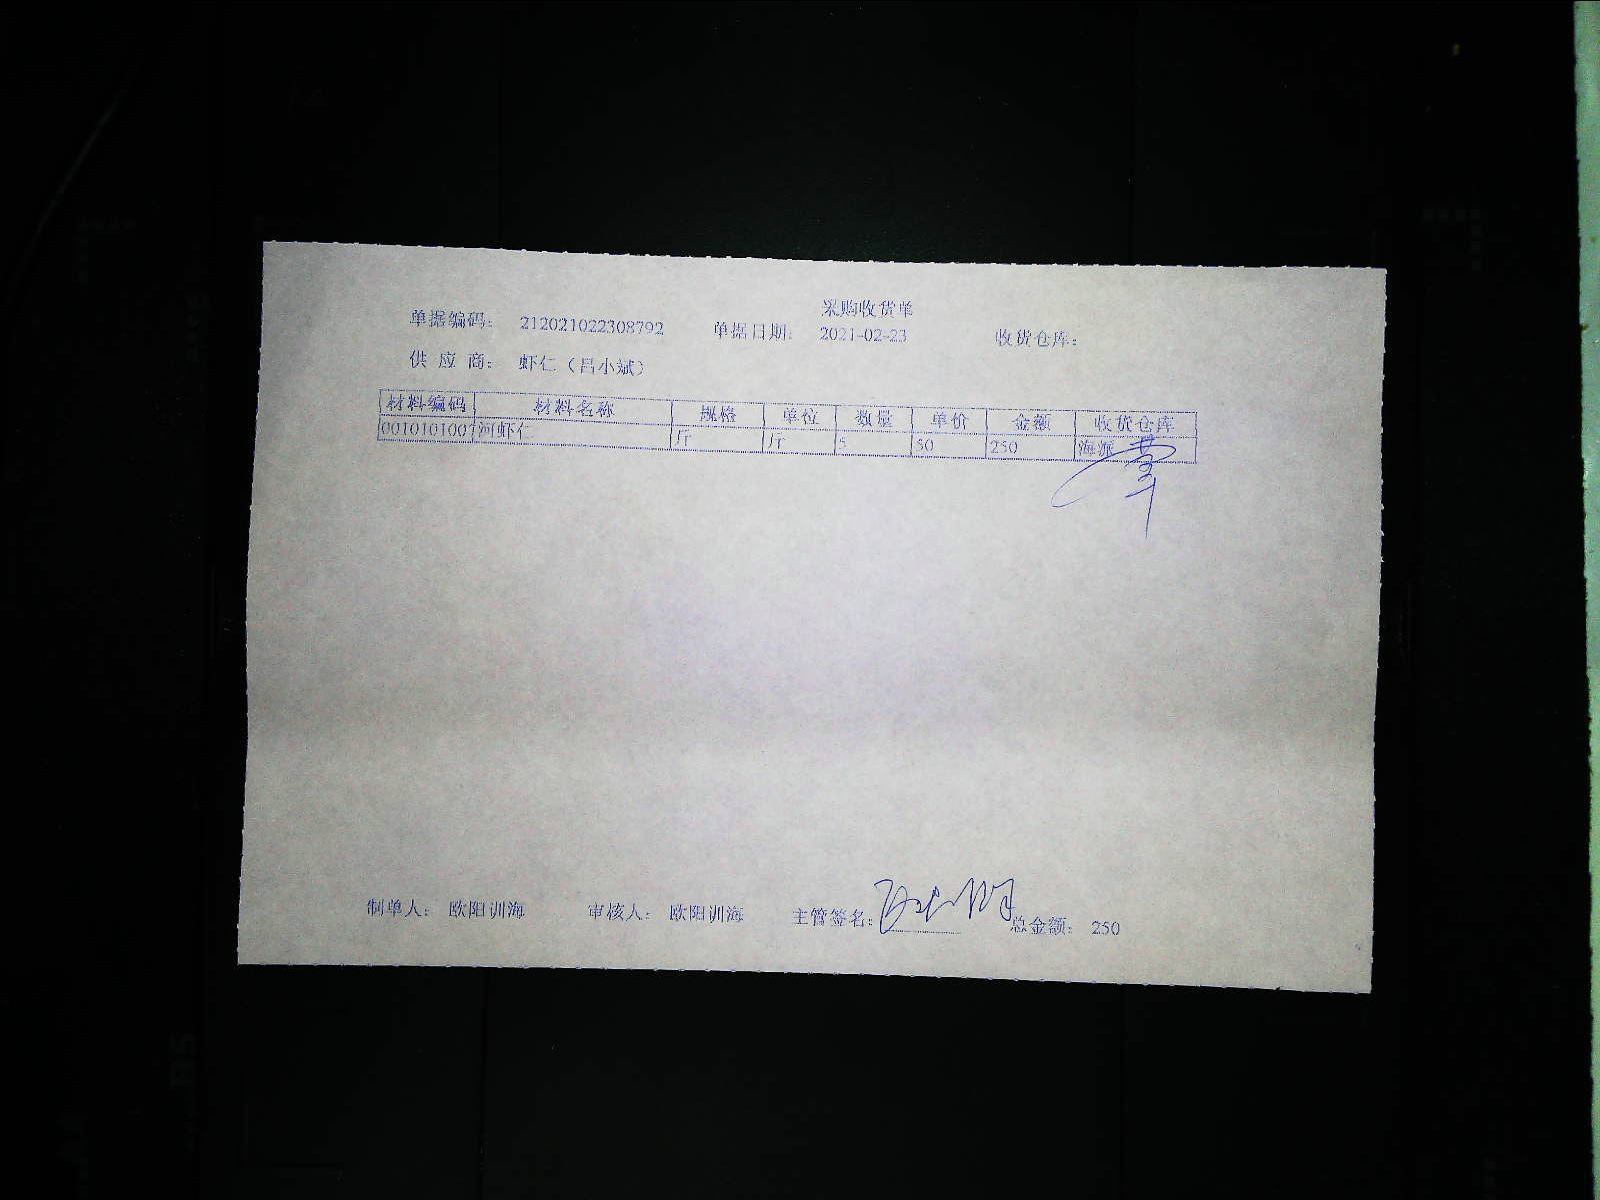 采购收货单
单据编码: 212021022308792 单据日期: 2021-02-23 收货仓库:
供 应 商: 虾仁（吕小斌）
材料编码 材料名称 规格 单位 数量 单价 金额 收货仓库
0010101007 河虾仁 斤 斤 5 50 250 海派
制单人: 欧阳训海 审核人: 欧阳训海 主管签名: 总金额: 250